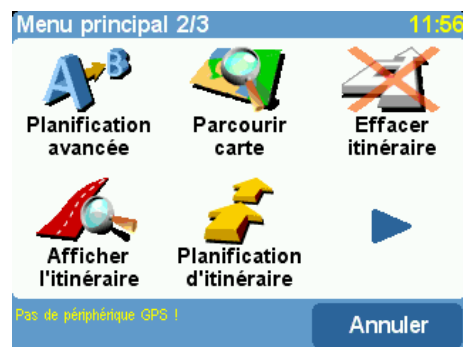 Menu principal 2/3 11:56
A B
Planification avancée
Parcourir carte
Effacer itinéraire
Afficher l'itinéraire
Planification d'itinéraire
Pas de périphérique GPS !
Annuler